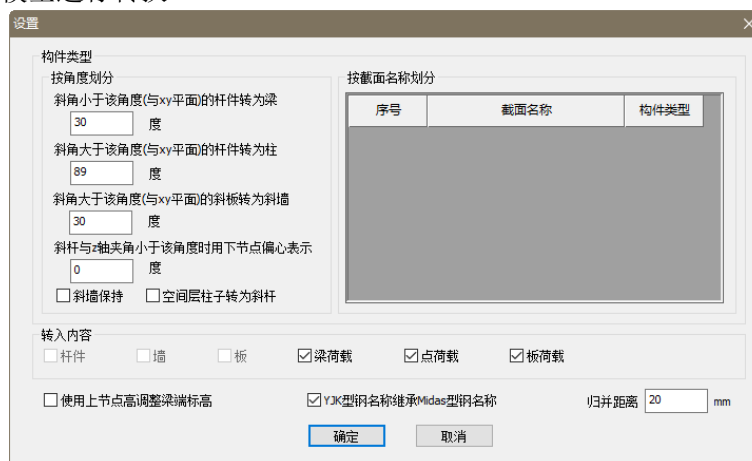 设置
构件类型
按角度划分
斜角小于该角度(与xy平面)的杆件转为梁
30 度
斜角大于该角度(与xy平面)的杆件转为柱
89 度
斜角大于该角度(与xy平面)的斜板转为斜墙
30 度
斜杆与z轴夹角小于该角度时用下节点偏心表示
0 度
斜墙保持 空间层柱子转为斜杆
按截面名称划分
序号 截面名称 构件类型
转入内容
杆件 墙 板 梁荷载 点荷载 板荷载
使用上节点高调整梁端标高 YJK型钢名称继承Midas型钢名称 归并距离 20 mm
确定 取消